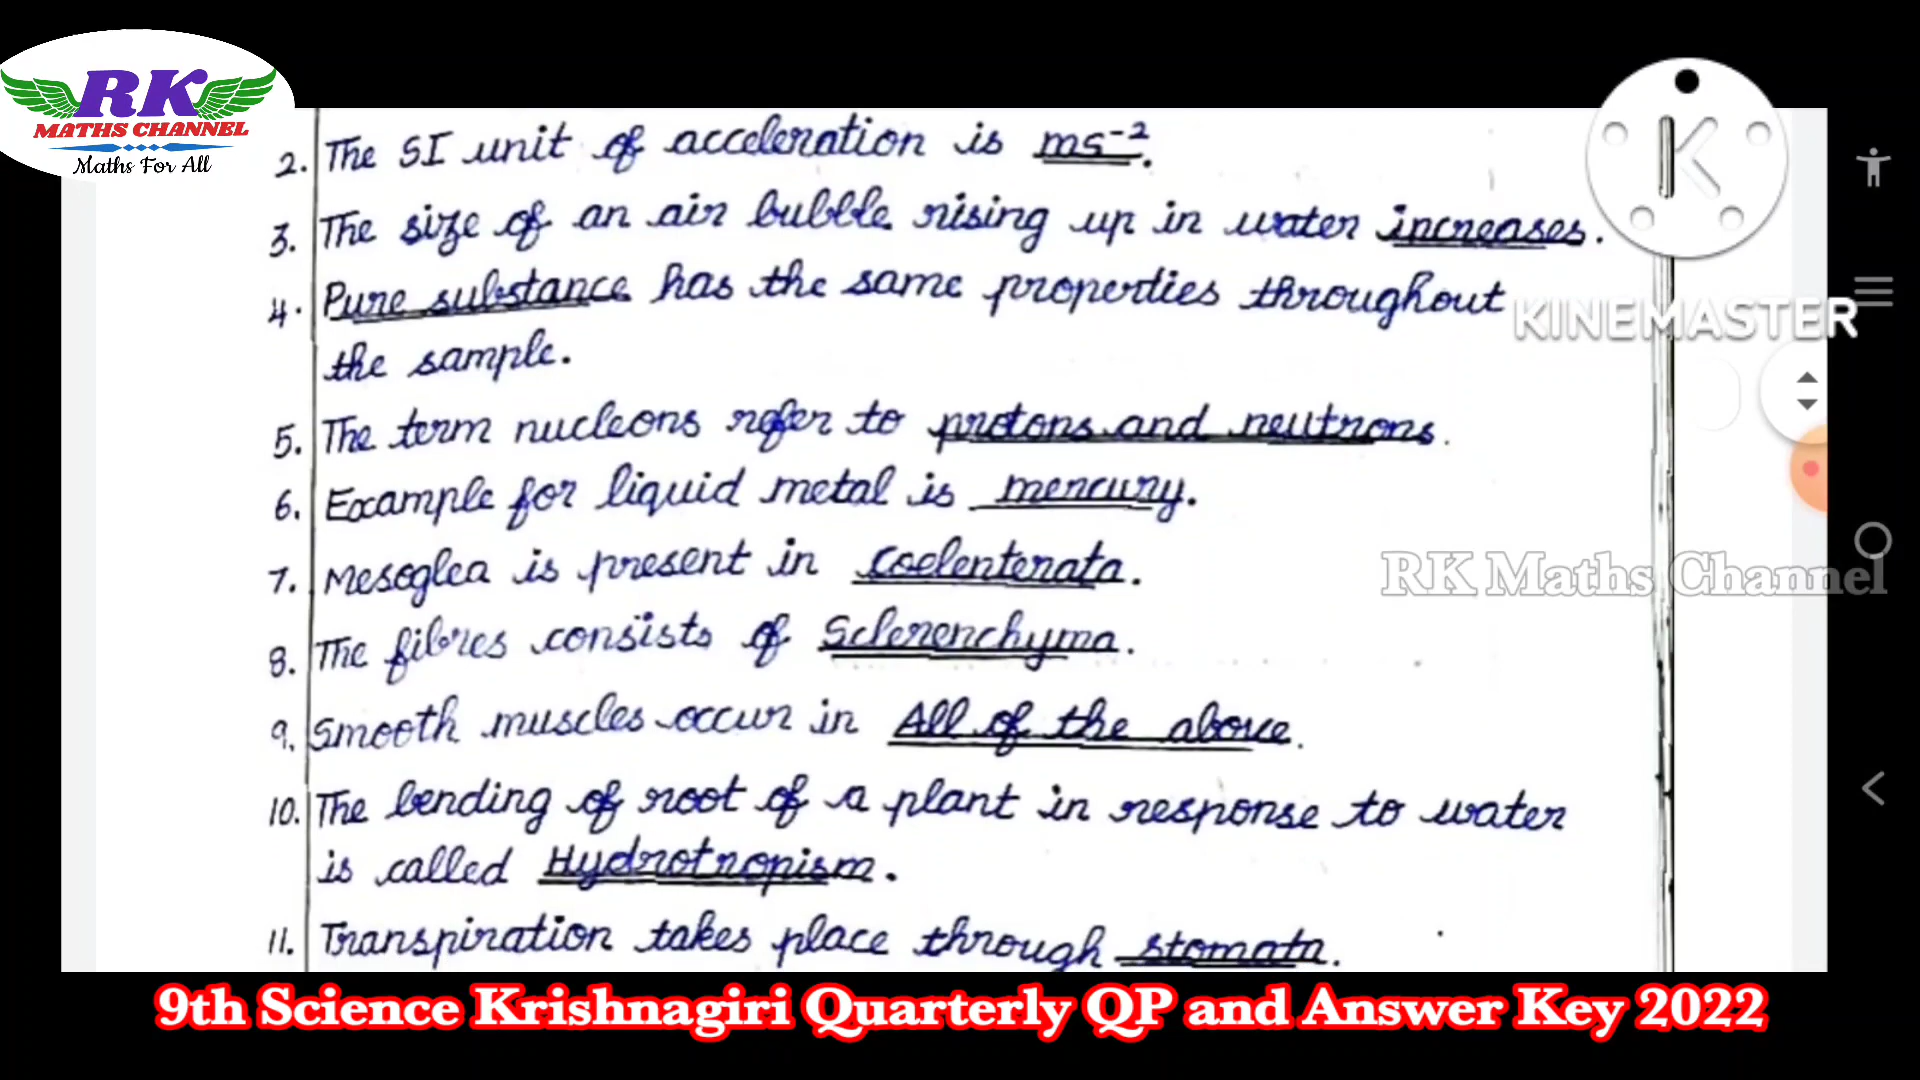 RK
MATHS CHANNEL
Maths For All
2. The SI unit of acceleration is ms⁻².
3. The size of an air bubble rising up in water increases.
4. Pure substance has the same properties throughout
the sample.
5. The term nucleons refer to protons and neutrons.
6. Example for liquid metal is mercury.
7. Mesoglea is present in Coelenterata.
8. The fibres consists of Sclerenchyma.
9. Smooth muscles occur in All of the above.
10. The bending of root of a plant in response to water
is called Hydrotropism.
11. Transpiration takes place through stomata.
K
KINEMASTER
RK Maths Channel
9th Science Krishnagiri Quarterly QP and Answer Key 2022